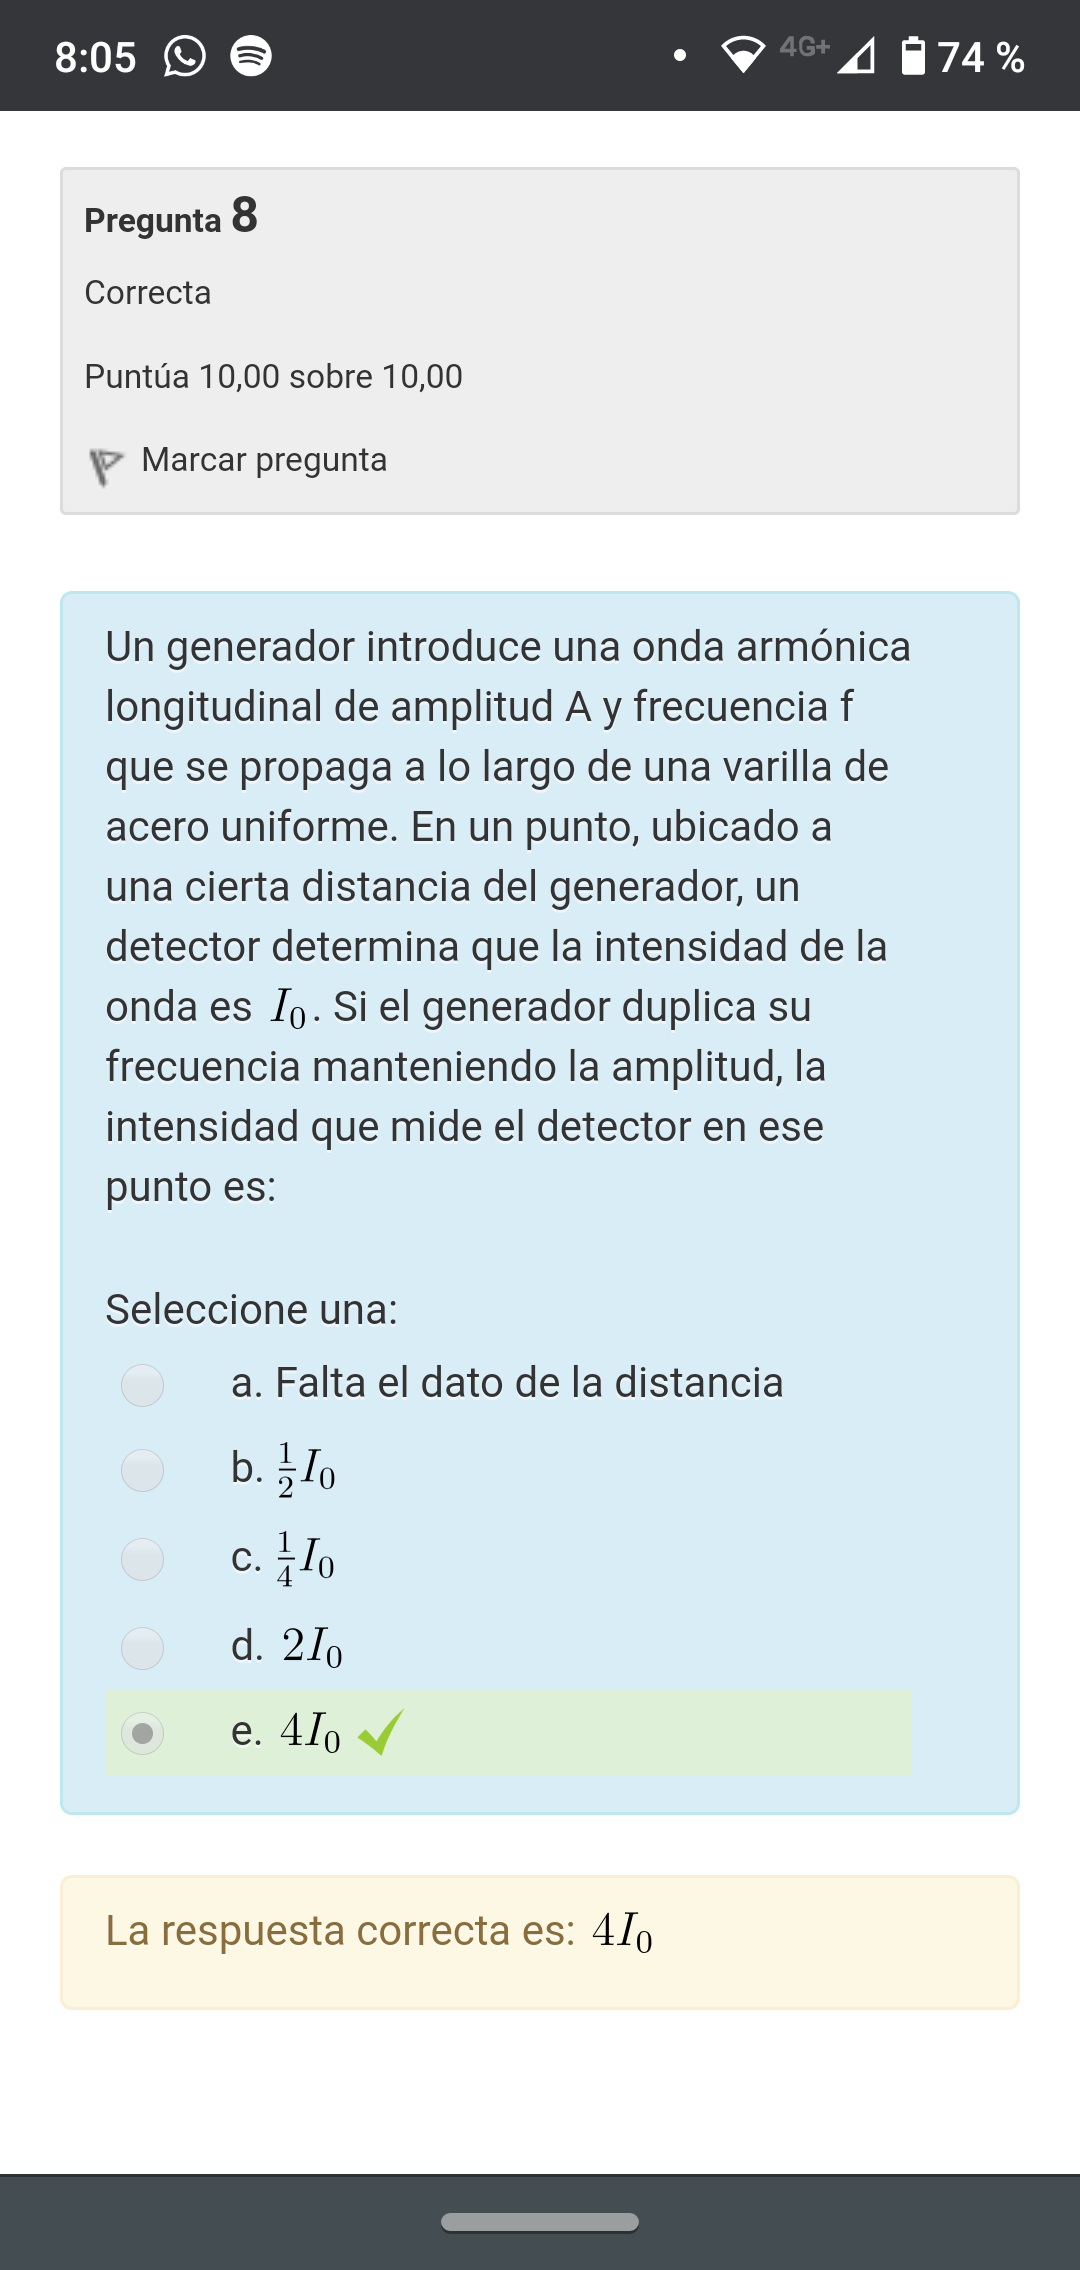 8:05
4G+
74 %
Pregunta 8
Correcta
Puntúa 10,00 sobre 10,00
Marcar pregunta
Un generador introduce una onda armónica
longitudinal de amplitud A y frecuencia f
que se propaga a lo largo de una varilla de
acero uniforme. En un punto, ubicado a
una cierta distancia del generador, un
detector determina que la intensidad de la
onda es $I_0$. Si el generador duplica su
frecuencia manteniendo la amplitud, la
intensidad que mide el detector en ese
punto es:
Seleccione una:
a. Falta el dato de la distancia
b. $\frac{1}{2}I_0$
c. $\frac{1}{4}I_0$
d. $2I_0$
e. $4I_0$
La respuesta correcta es: $4I_0$